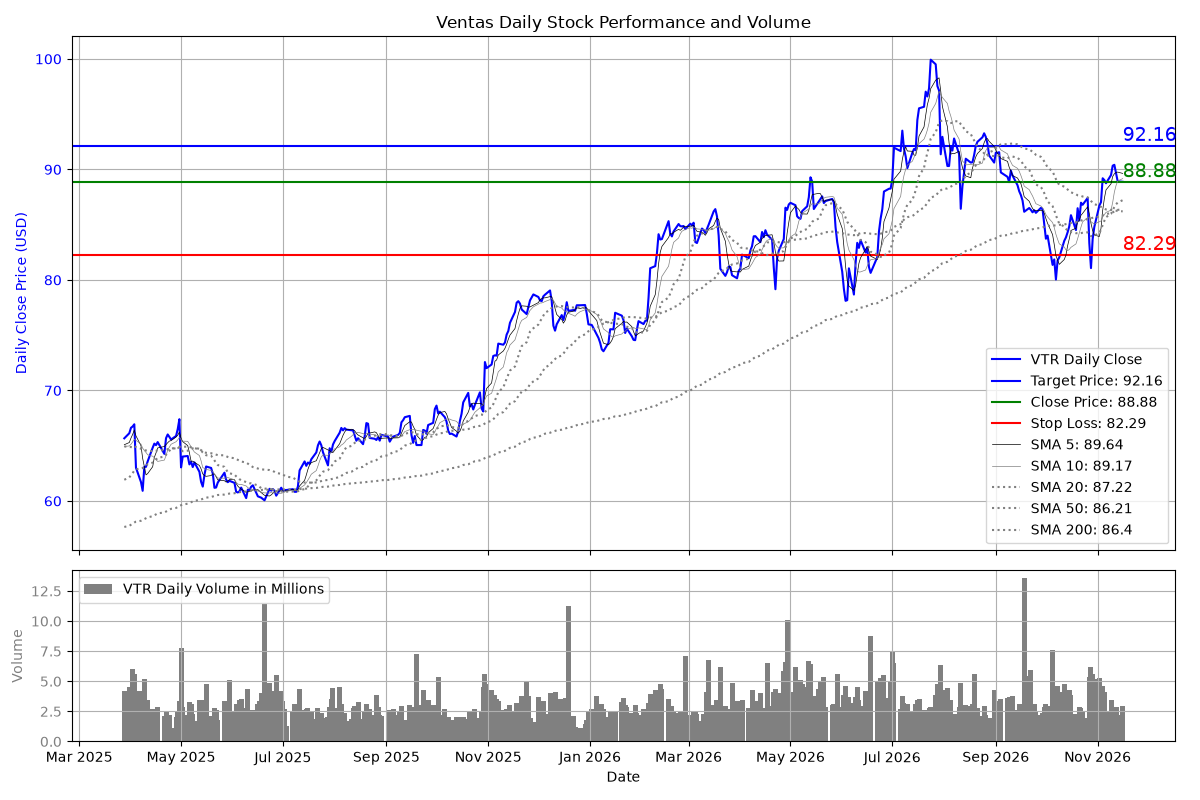 Ventas Daily Stock Performance and Volume
100
90
80
70
60
Daily Close Price (USD)
92.16
88.88
82.29
VTR Daily Close
Target Price: 92.16
Close Price: 88.88
Stop Loss: 82.29
SMA 5: 89.64
SMA 10: 89.17
SMA 20: 87.22
SMA 50: 86.21
SMA 200: 86.4
VTR Daily Volume in Millions
12.5
10.0
7.5
5.0
2.5
0.0
Volume
Mar 2025 May 2025 Jul 2025 Sep 2025 Nov 2025 Jan 2026 Mar 2026 May 2026 Jul 2026 Sep 2026 Nov 2026
Date